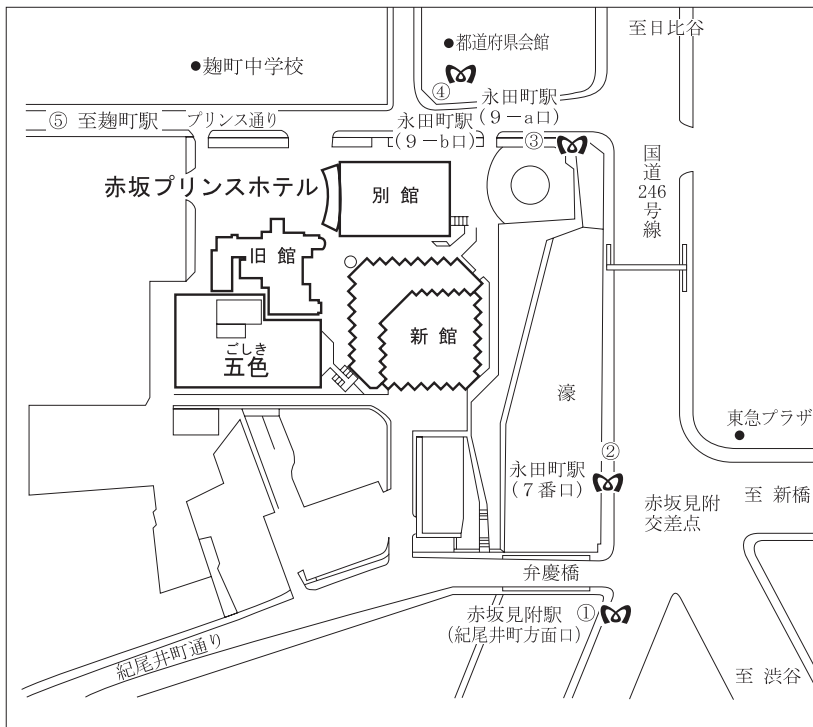 至日比谷
●都道府県会館
●麹町中学校
④
永田町駅
(9−a口)
⑤ 至麹町駅
プリンス通り
永田町駅
(9−b口)
③
国道246号線
赤坂プリンスホテル
別 館
旧 館
新 館
ごしき
五色
濠
東急プラザ
●
②
永田町駅
(7番口)
赤坂見附
交差点
至 新橋
弁慶橋
赤坂見附駅
①
(紀尾井町方面口)
紀尾井町通り
至 渋谷